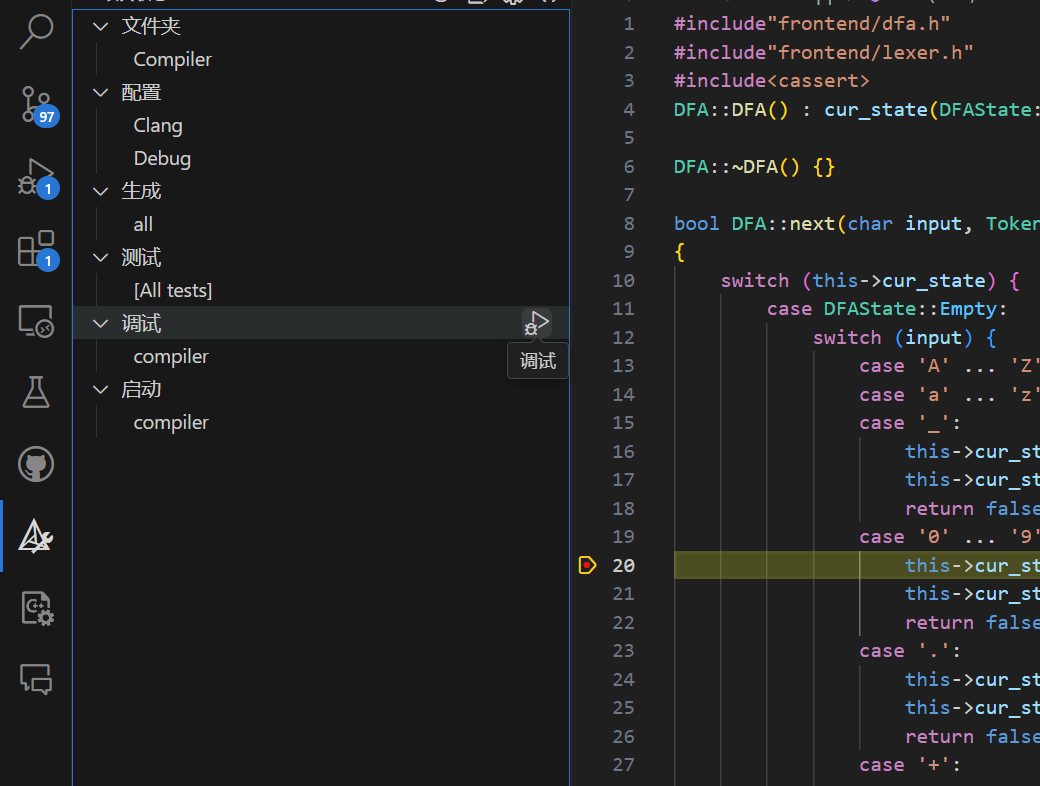 文件夹
Compiler
配置
Clang
Debug
生成
all
测试
[All tests]
调试
compiler
调试
启动
compiler
97
1
1
1 #include"frontend/dfa.h"
2 #include"frontend/lexer.h"
3 #include<cassert>
4 DFA::DFA() : cur_state(DFAState:
5
6 DFA::~DFA() {}
7
8 bool DFA::next(char input, Token
9 {
10 switch (this->cur_state) {
11 case DFAState::Empty:
12 switch (input) {
13 case 'A' ... 'Z'
14 case 'a' ... 'z'
15 case '_':
16 this->cur_st
17 this->cur_st
18 return false
19 case '0' ... '9'
20 this->cur_st
21 this->cur_st
22 return false
23 case '.':
24 this->cur_st
25 this->cur_st
26 return false
27 case '+':